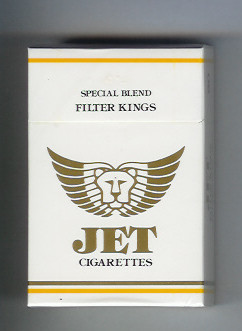 SPECIAL BLEND
FILTER KINGS
JET
CIGARETTES